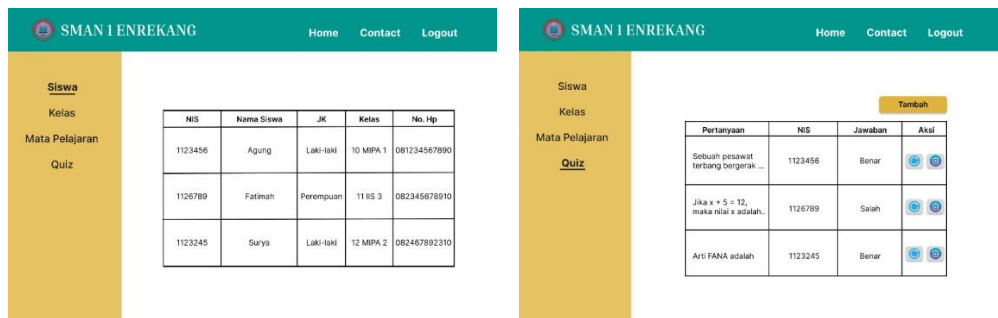 SMAN 1 ENREKANG
Home Contact Logout
Siswa
Kelas
Mata Pelajaran
Quiz
NIS Nama Siswa JK Kelas No. Hp
1123456 Agung Laki-laki 10 MIPA 1 081234567890
1126789 Fatimah Perempuan 11 IIS 3 082345678910
1123245 Surya Laki-laki 12 MIPA 2 082467892310
SMAN 1 ENREKANG
Home Contact Logout
Siswa
Kelas
Mata Pelajaran
Quiz
Tambah
Pertanyaan NIS Jawaban Aksi
Sebuah pesawat
terbang bergerak ... 1123456 Benar
Jika x + 5 = 12,
maka nilai x adalah.. 1126789 Salah
Arti FANA adalah 1123245 Benar